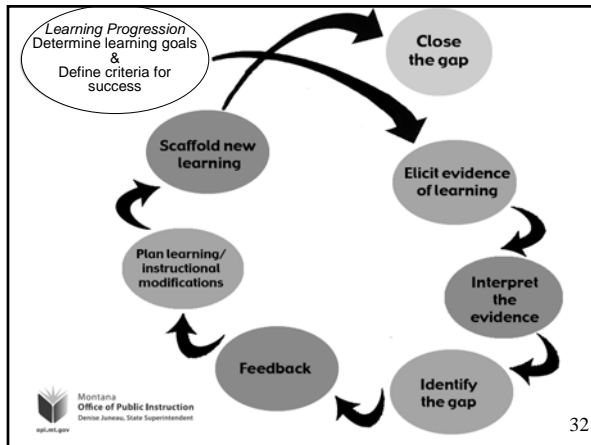 Learning Progression
Determine learning goals
&
Define criteria for
success
Close
the gap
Scaffold new
learning
Elicit evidence
of learning
Plan learning/
instructional
modifications
Interpret
the
evidence
Feedback
Identify
the gap
Montana
Office of Public Instruction
Denise Juneau, State Superintendent
opi.mt.gov
32